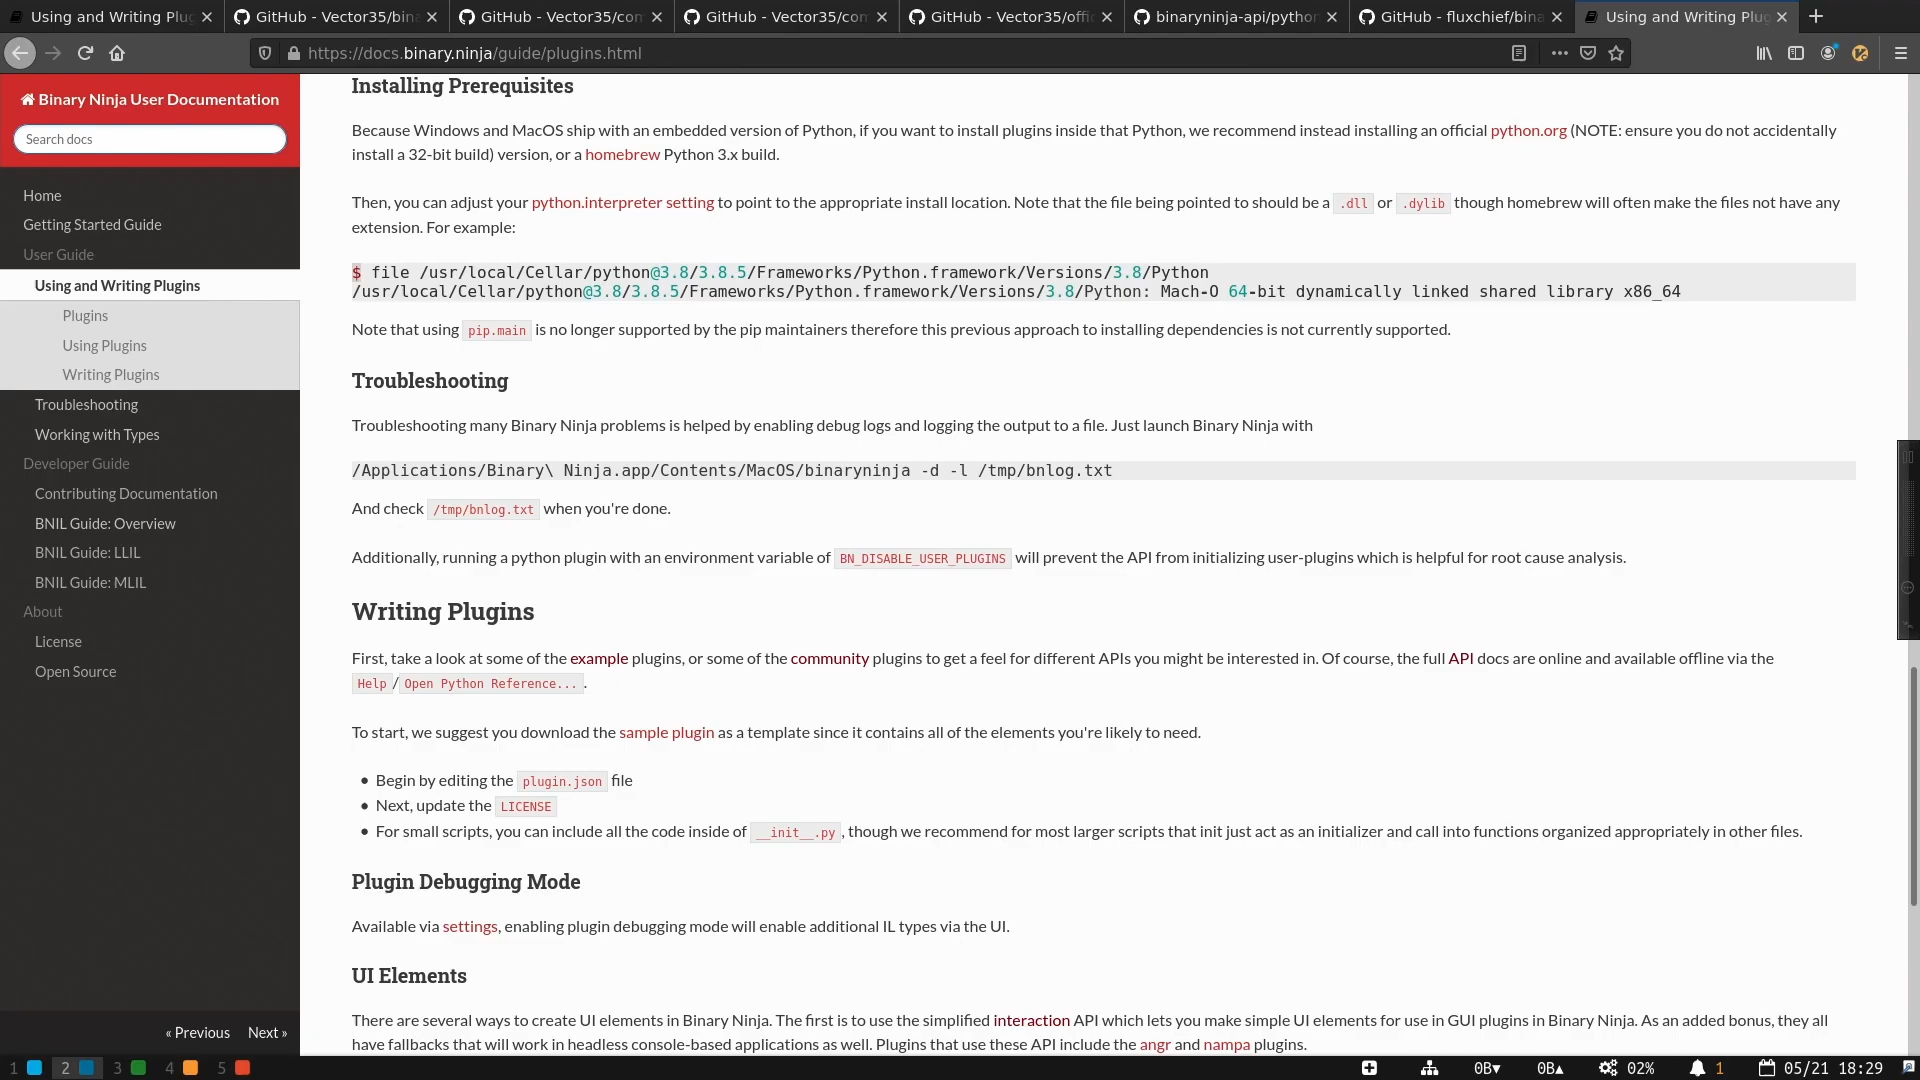 Using and Writing Plug
GitHub - Vector35/bina
GitHub - Vector35/com
GitHub - Vector35/com
GitHub - Vector35/offic
binaryninja-api/python
GitHub - fluxchief/bina
Using and Writing Plug
https://docs.binary.ninja/guide/plugins.html
Binary Ninja User Documentation
Search docs
Home
Getting Started Guide
User Guide
Using and Writing Plugins
Plugins
Using Plugins
Writing Plugins
Troubleshooting
Working with Types
Developer Guide
Contributing Documentation
BNIL Guide: Overview
BNIL Guide: LLIL
BNIL Guide: MLIL
About
License
Open Source
« Previous Next »
Installing Prerequisites
Because Windows and MacOS ship with an embedded version of Python, if you want to install plugins inside that Python, we recommend instead installing an official python.org (NOTE: ensure you do not accidentally
install a 32-bit build) version, or a homebrew Python 3.x build.
Then, you can adjust your python.interpreter setting to point to the appropriate install location. Note that the file being pointed to should be a .dll or .dylib though homebrew will often make the files not have any
extension. For example:
$ file /usr/local/Cellar/python@3.8/3.8.5/Frameworks/Python.framework/Versions/3.8/Python
/usr/local/Cellar/python@3.8/3.8.5/Frameworks/Python.framework/Versions/3.8/Python: Mach-O 64-bit dynamically linked shared library x86_64
Note that using pip.main is no longer supported by the pip maintainers therefore this previous approach to installing dependencies is not currently supported.
Troubleshooting
Troubleshooting many Binary Ninja problems is helped by enabling debug logs and logging the output to a file. Just launch Binary Ninja with
/Applications/Binary\ Ninja.app/Contents/MacOS/binaryninja -d -l /tmp/bnlog.txt
And check /tmp/bnlog.txt when you're done.
Additionally, running a python plugin with an environment variable of BN_DISABLE_USER_PLUGINS will prevent the API from initializing user-plugins which is helpful for root cause analysis.
Writing Plugins
First, take a look at some of the example plugins, or some of the community plugins to get a feel for different APIs you might be interested in. Of course, the full API docs are online and available offline via the
Help/Open Python Reference....
To start, we suggest you download the sample plugin as a template since it contains all of the elements you're likely to need.
• Begin by editing the plugin.json file
• Next, update the LICENSE
• For small scripts, you can include all the code inside of __init__.py, though we recommend for most larger scripts that init just act as an initializer and call into functions organized appropriately in other files.
Plugin Debugging Mode
Available via settings, enabling plugin debugging mode will enable additional IL types via the UI.
UI Elements
There are several ways to create UI elements in Binary Ninja. The first is to use the simplified interaction API which lets you make simple UI elements for use in GUI plugins in Binary Ninja. As an added bonus, they all
have fallbacks that will work in headless console-based applications as well. Plugins that use these API include the angr and nampa plugins.
1 2 3 4 5 0B▾ 0B▴ 02% 1 05/21 18:29